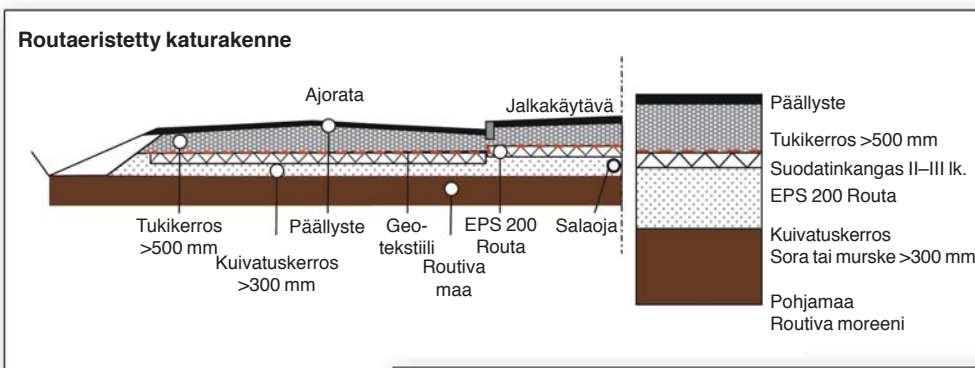 Routaeristetty katurakenne
Ajorata
Jalkakäytävä
Tukikerros
>500 mm
Kuivatuskerros
>300 mm
Päällyste
Geo-
tekstiili
Routiva
maa
EPS 200
Routa
Salaoja
Päällyste
Tukikerros >500 mm
Suodatinkangas II–III lk.
EPS 200 Routa
Kuivatuskerros
Sora tai murske >300 mm
Pohjamaa
Routiva moreeni